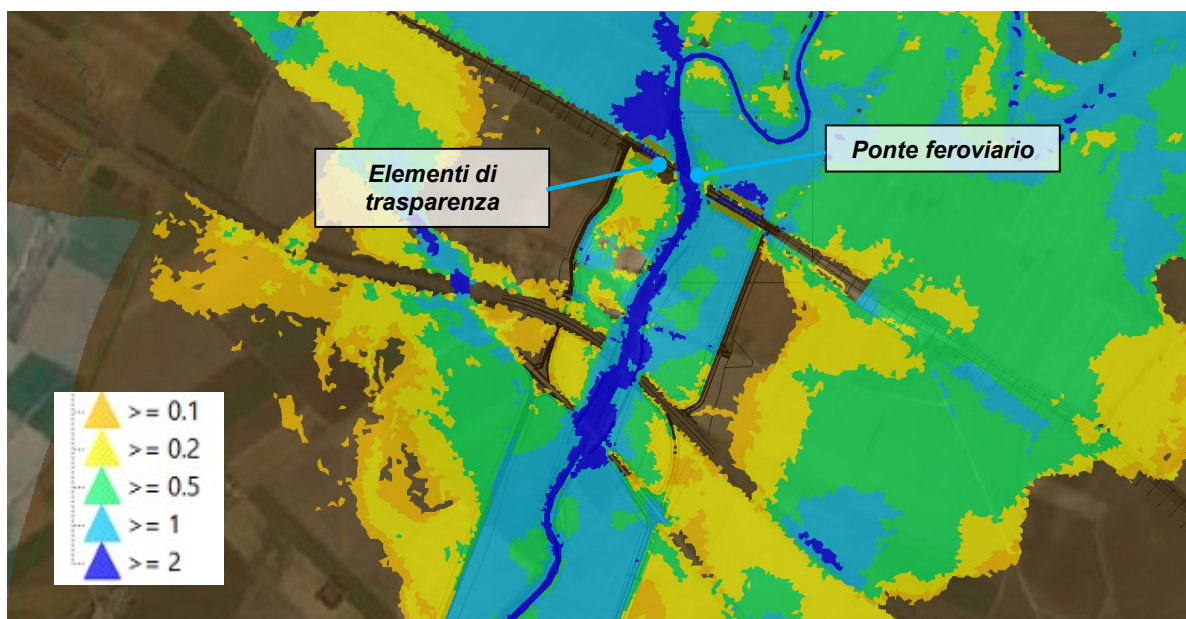 Elementi di
trasparenza
Ponte feroviario
>= 0.1
>= 0.2
>= 0.5
>= 1
>= 2